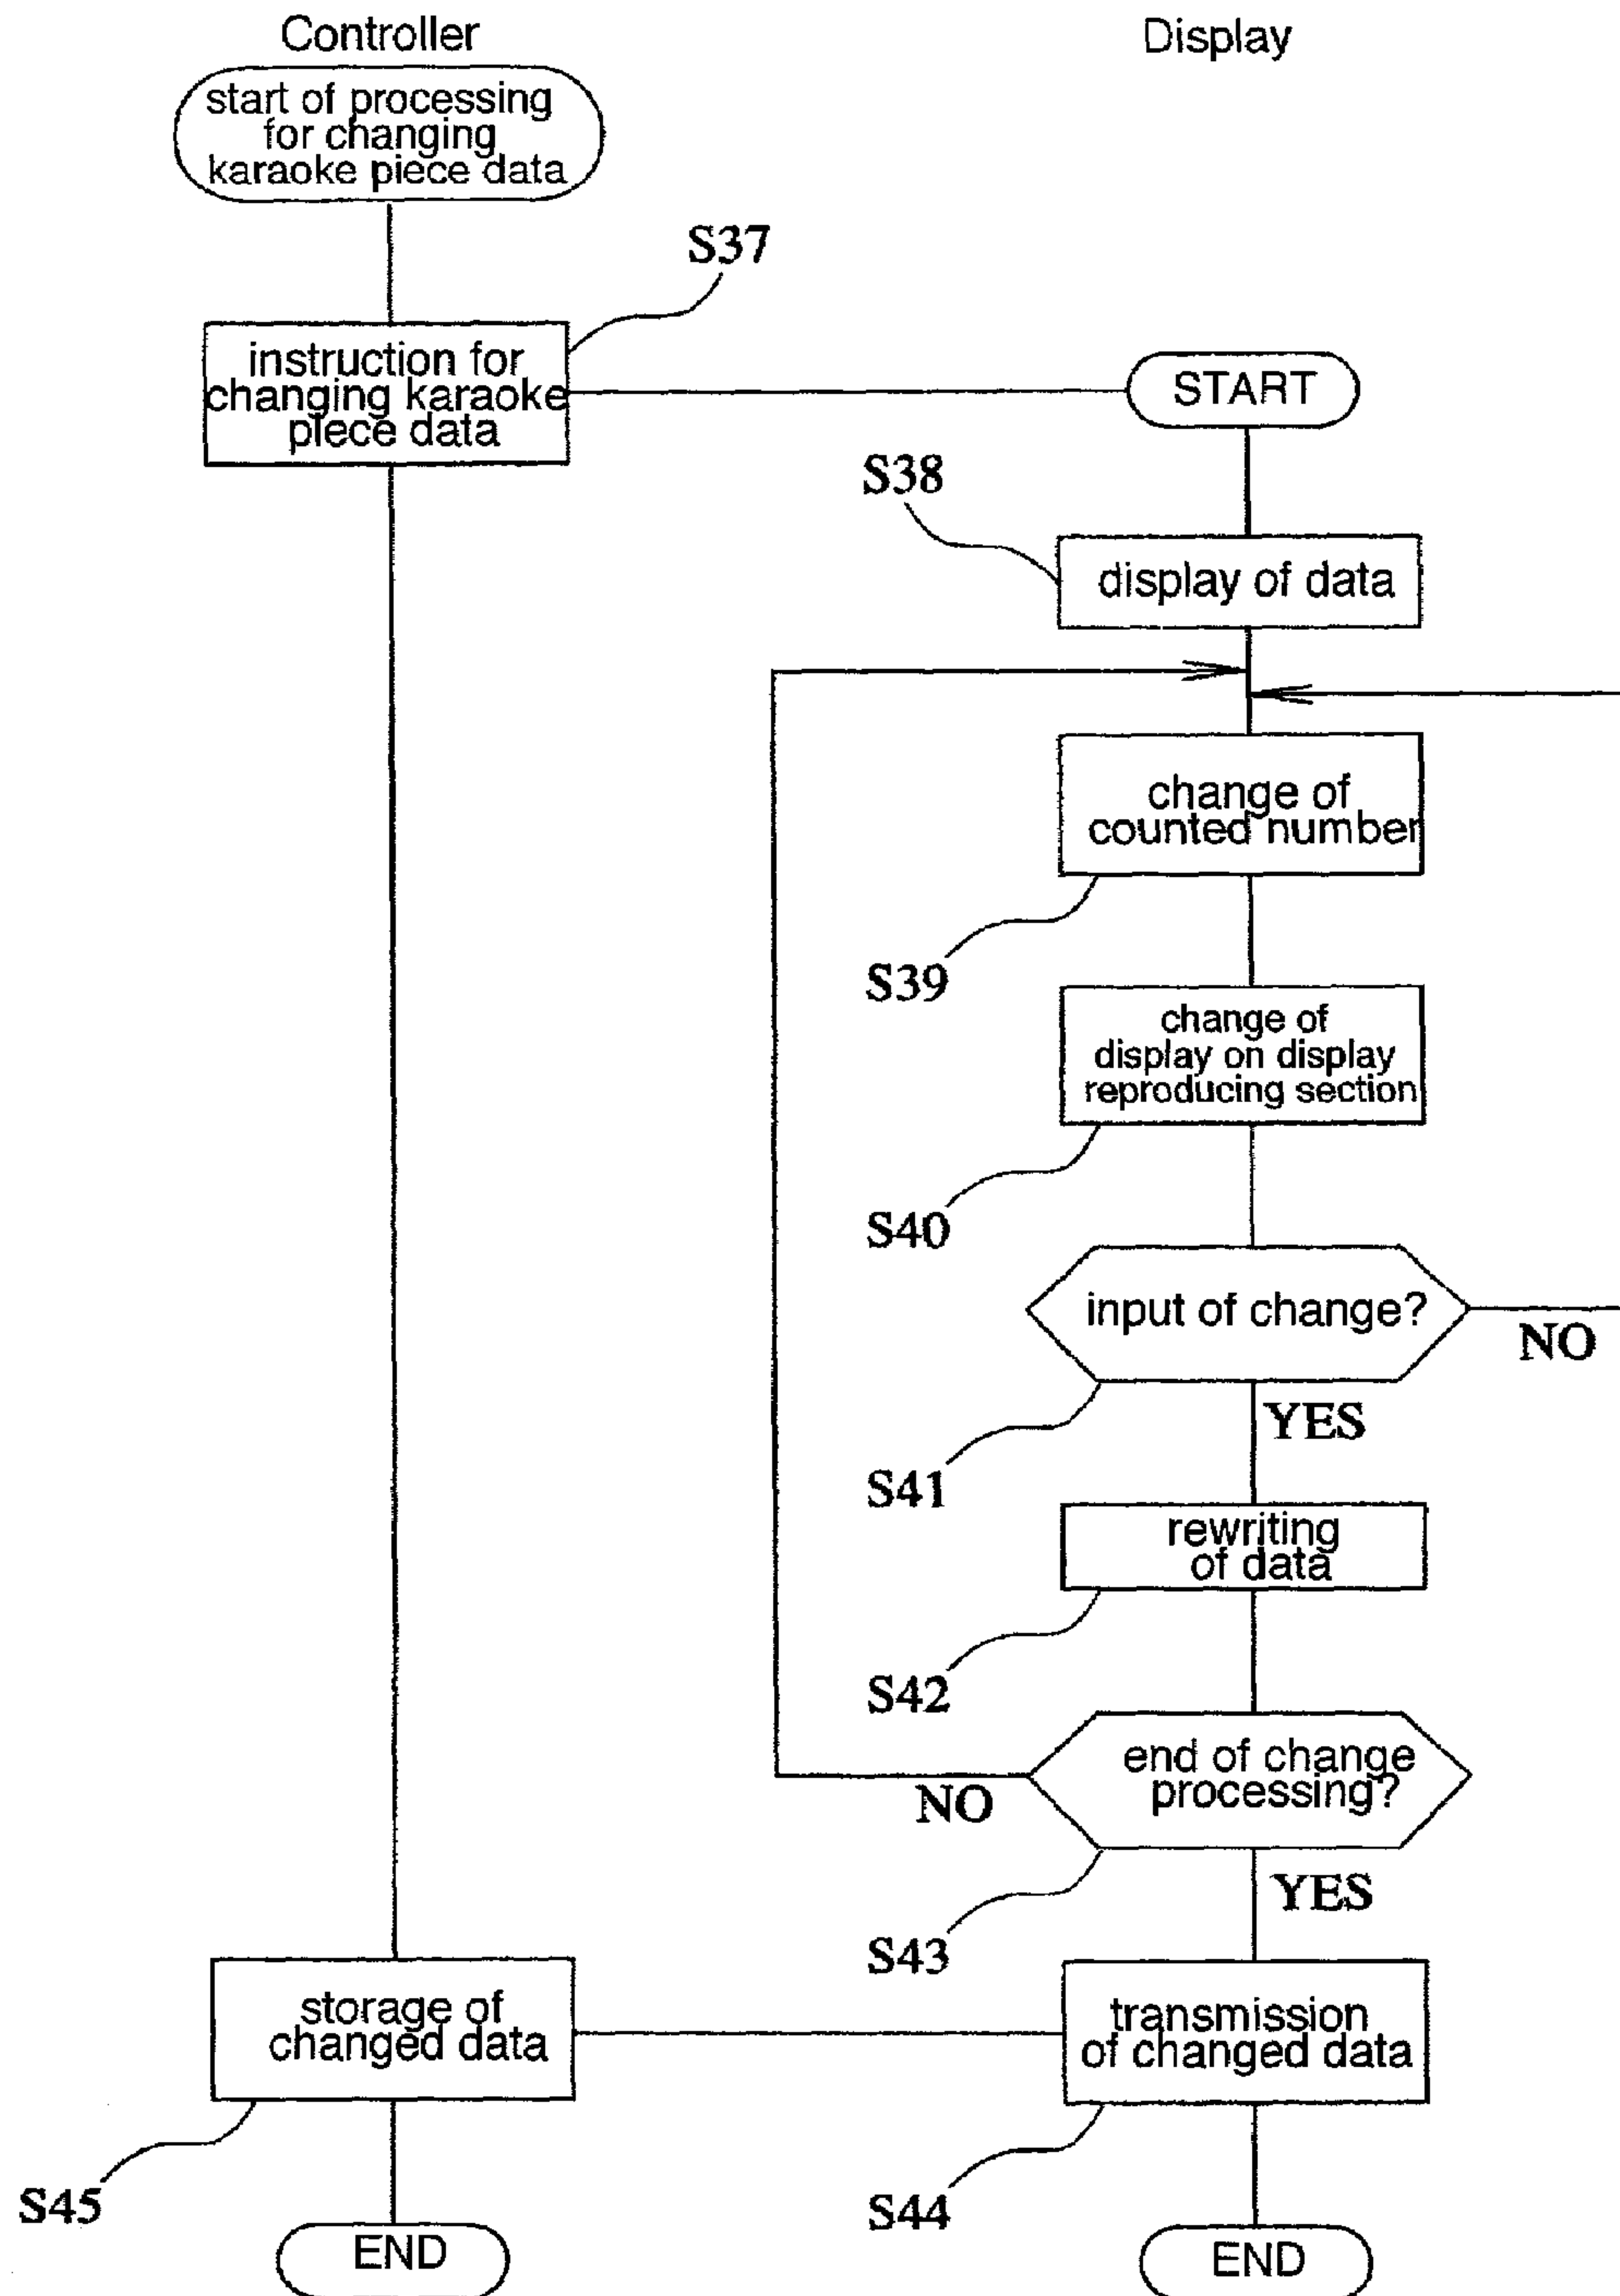 Controller
Display
start of processing
for changing
karaoke piece data
S37
instruction for
changing karaoke
piece data
START
S38
display of data
change of
counted number
S39
change of
display on display
reproducing section
S40
input of change?
NO
YES
S41
rewriting
of data
S42
end of change
processing?
NO
YES
S43
storage of
changed data
transmission
of changed data
S45
S44
END
END